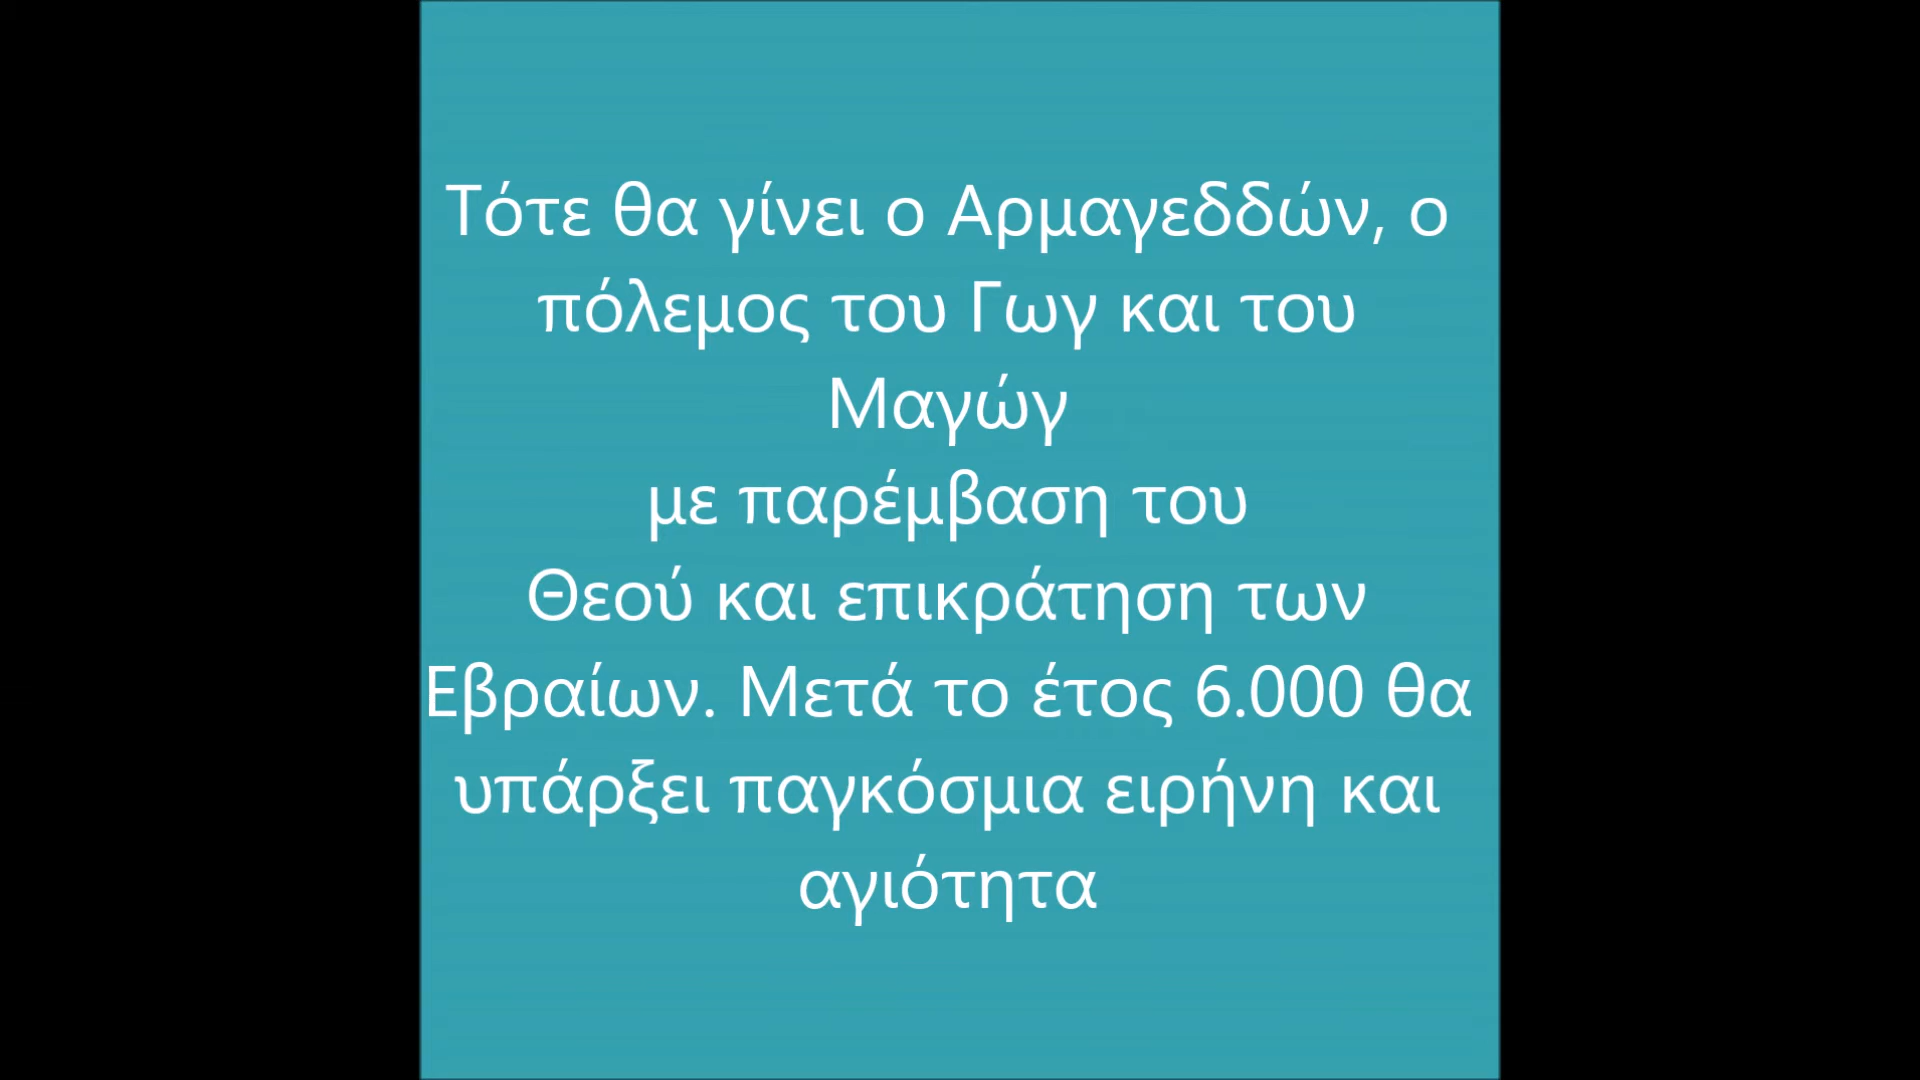 Τότε θα γίνει ο Αρμαγεδδών, ο
πόλεμος του Γωγ και του
Μαγώγ
με παρέμβαση του
Θεού και επικράτηση των
Εβραίων. Μετά το έτος 6.000 θα
υπάρξει παγκόσμια ειρήνη και
αγιότητα